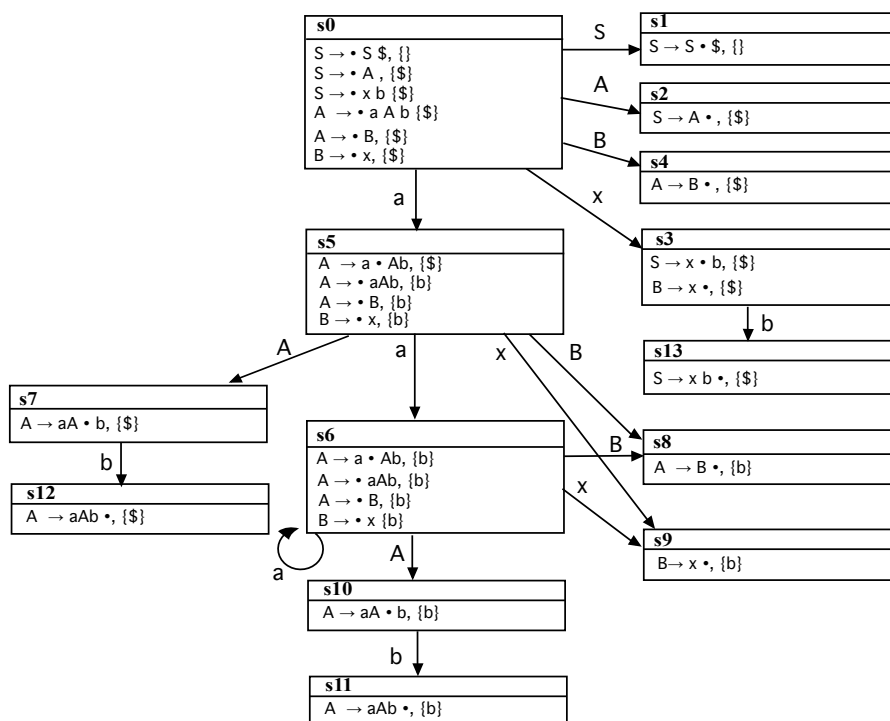 s0
S → • S $, {}
S → • A , {$}
S → • x b {$}
A → • a A b {$}
A → • B, {$}
B → • x, {$}
S
A
B
x
a
s1
S → S • $, {}
s2
S → A • , {$}
s4
A → B • , {$}
s3
S → x • b, {$}
B → x •, {$}
b
s13
S → x b •, {$}
s5
A → a • Ab, {$}
A → • aAb, {b}
A → • B, {b}
B → • x, {b}
A
a
x
B
s7
A → aA • b, {$}
b
s12
A → aAb •, {$}
s6
A → a • Ab, {b}
A → • aAb, {b}
A → • B, {b}
B → • x {b}
B
x
a
A
s8
A → B •, {b}
s9
B→ x •, {b}
s10
A → aA • b, {b}
b
s11
A → aAb •, {b}